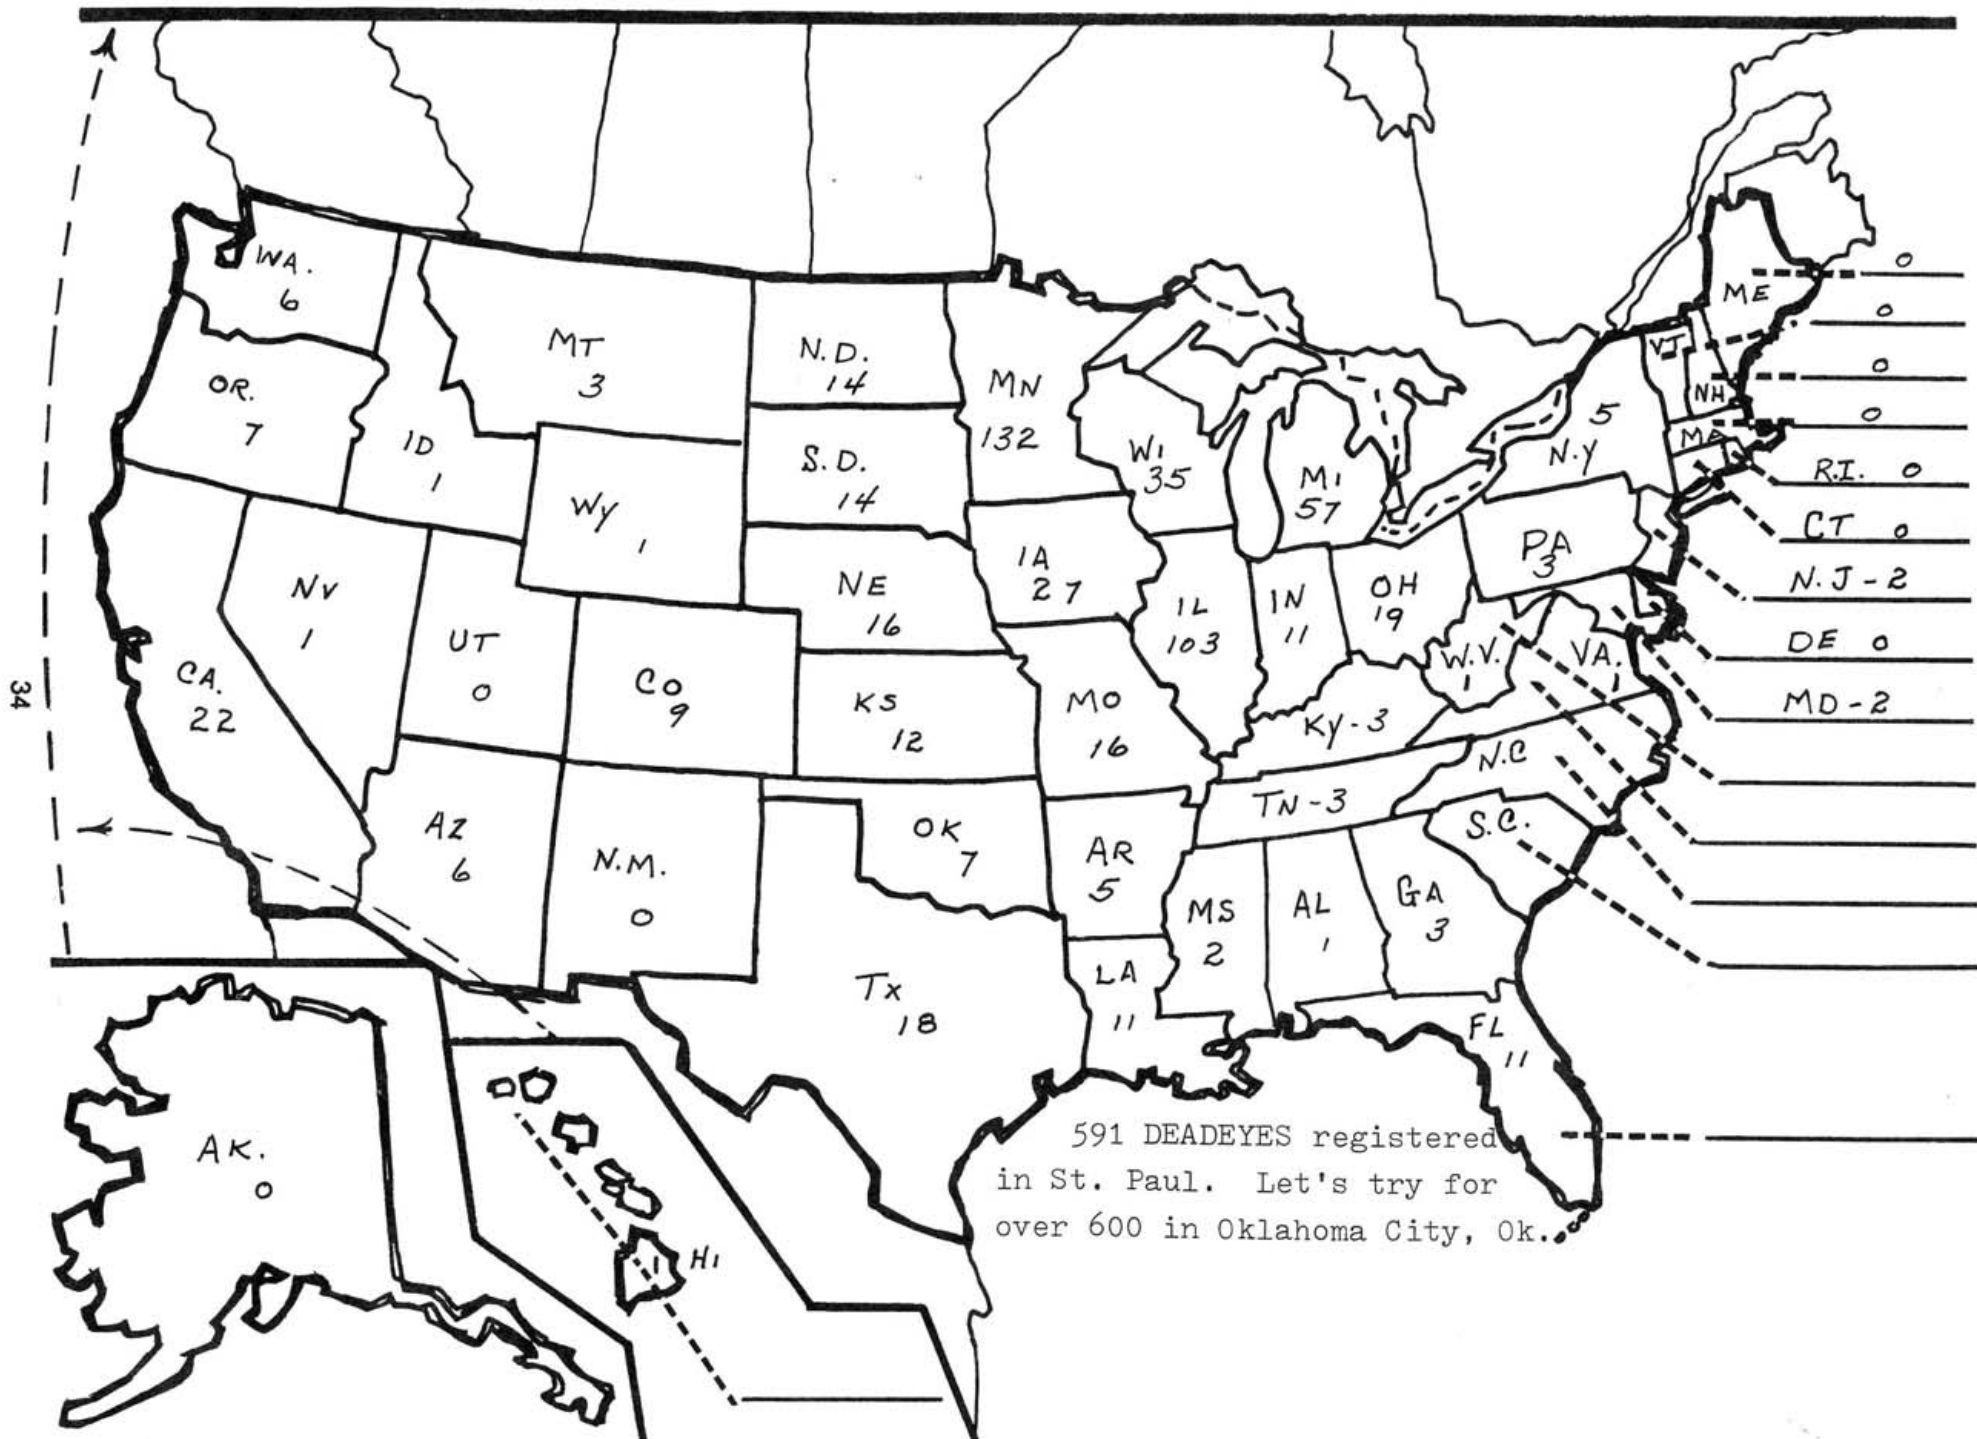 WA.
6
OR.
7
CA.
22
ID
1
NV
1
MT
3
WY
1
UT
0
CO
9
AZ
6
N.M.
0
N.D.
14
S.D.
14
NE
16
KS
12
OK
7
TX
18
MN
132
IA
27
MO
16
AR
5
LA
11
WI
35
IL
103
MI
57
IN
11
OH
19
KY-3
TN-3
MS
2
AL
1
GA
3
FL
11
S.C.
N.C
W.V.
1
VA.
1
PA
3
5
N.Y
VT
NH
ME
MA
0
0
0
0
R.I. 0
CT 0
N.J-2
DE 0
MD-2
AK.
0
HI
1
34
591 DEADEYES registered
in St. Paul. Let's try for
over 600 in Oklahoma City, Ok.